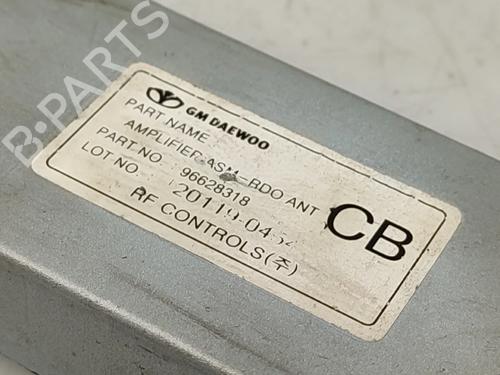 B-PARTS
GM DAEWOO
PART NAME
AMPLIFIER ASM-RDO ANT
PART NO. 96628318
LOT NO.
RF CONTROLS(주)
CB